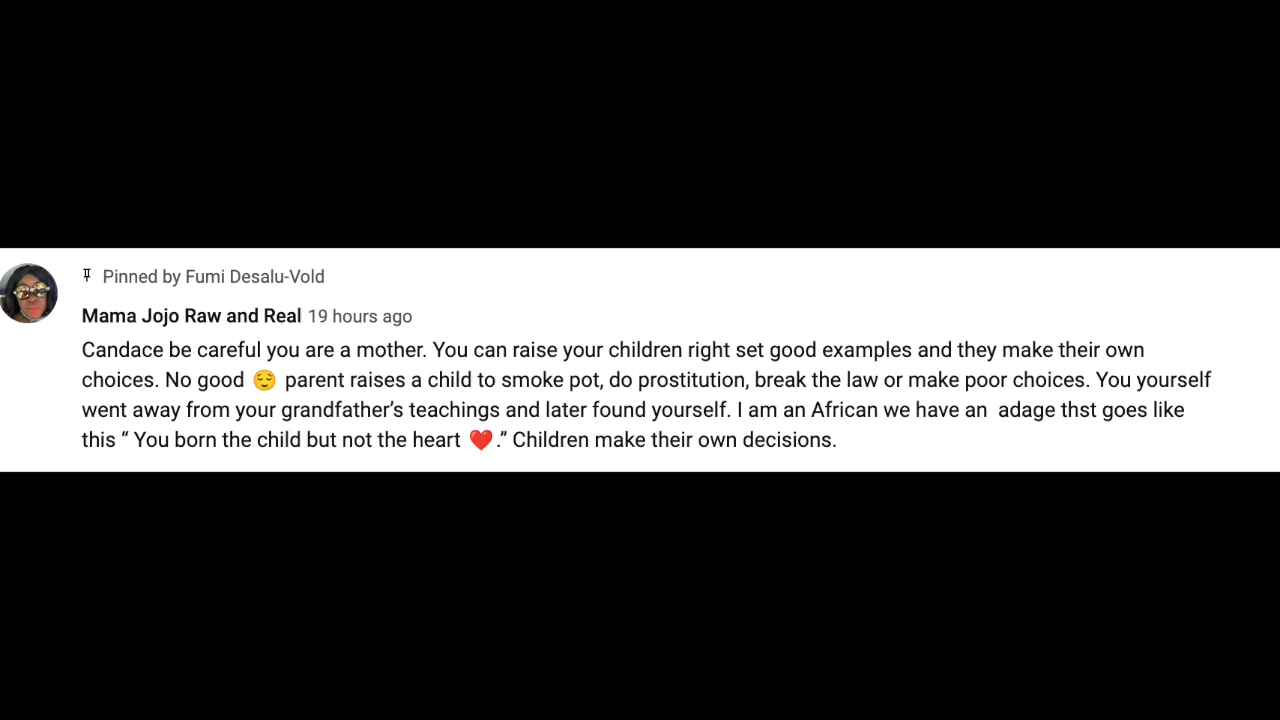 Pinned by Fumi Desalu-Vold
Mama Jojo Raw and Real 19 hours ago
Candace be careful you are a mother. You can raise your children right set good examples and they make their own
choices. No good 😌 parent raises a child to smoke pot, do prostitution, break the law or make poor choices. You yourself
went away from your grandfather’s teachings and later found yourself. I am an African we have an  adage thst goes like
this “ You born the child but not the heart ❤️.” Children make their own decisions.